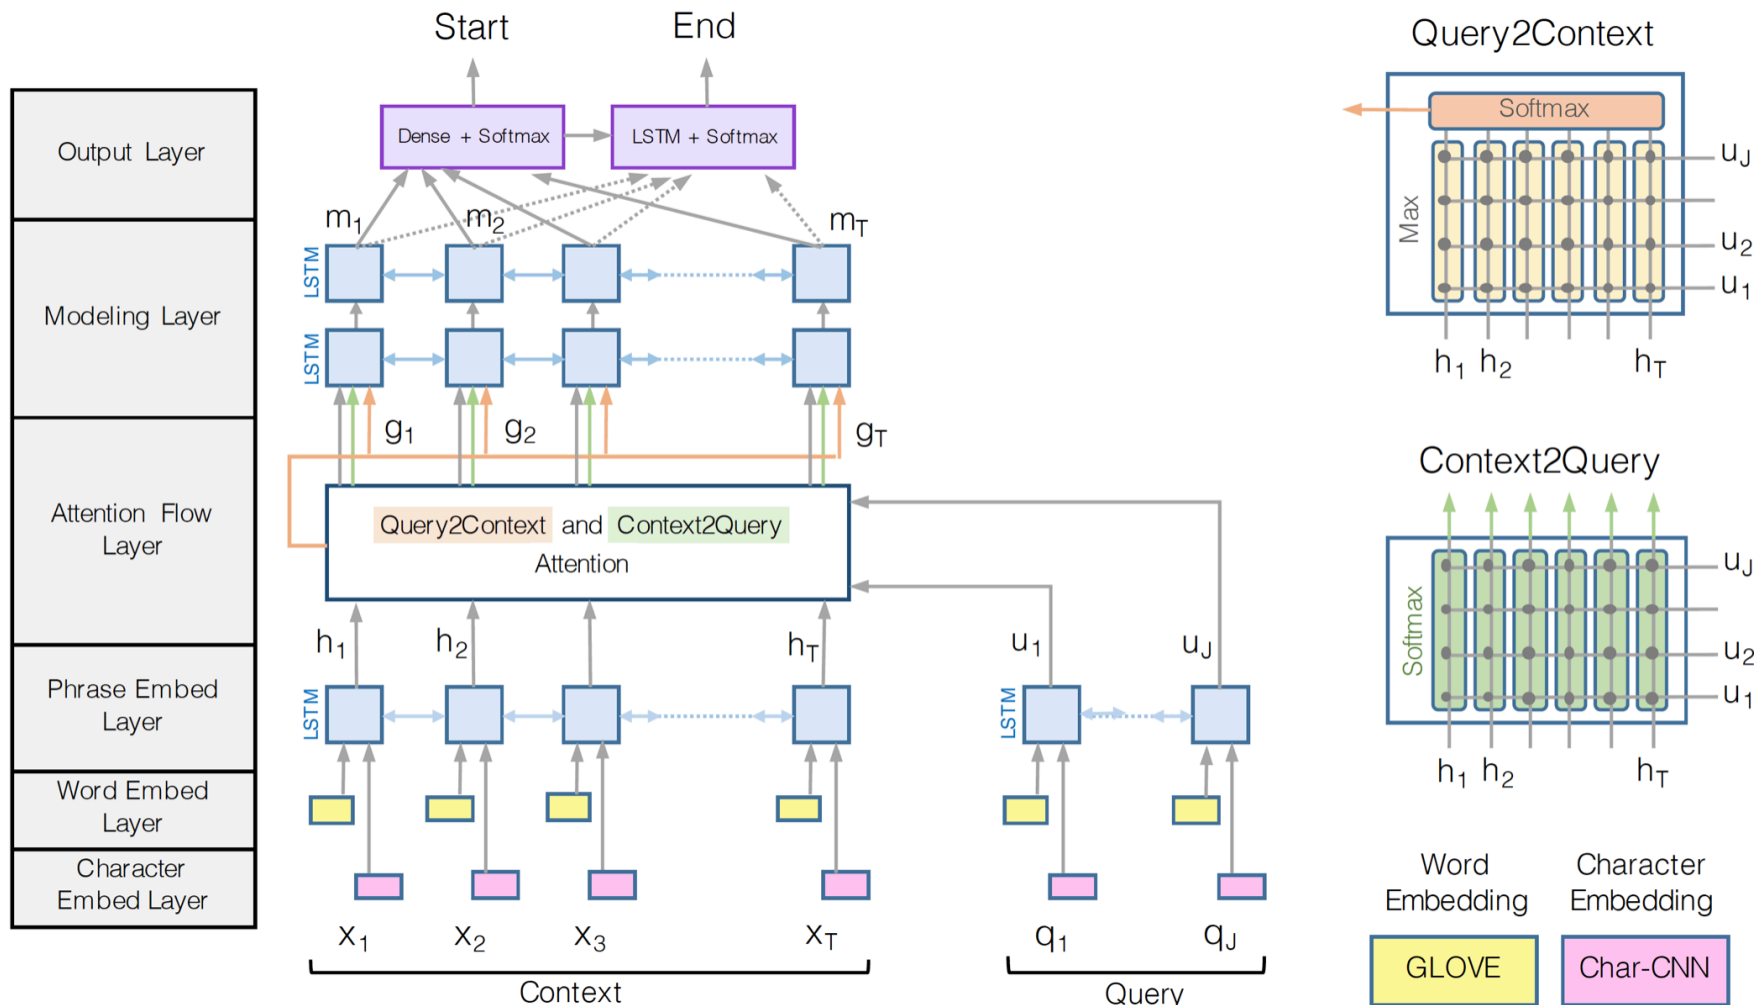 Start
End
Output Layer
Dense + Softmax
LSTM + Softmax
m1
m2
mT
LSTM
Modeling Layer
LSTM
g1
g2
gT
Attention Flow
Layer
Query2Context and Context2Query
Attention
h1
h2
hT
u1
uJ
Phrase Embed
Layer
LSTM
LSTM
Word Embed
Layer
Character
Embed Layer
x1
x2
x3
xT
q1
qJ
Context
Query
Query2Context
Softmax
Max
uJ
u2
u1
h1
h2
hT
Context2Query
Softmax
uJ
u2
u1
h1
h2
hT
Word
Embedding
GLOVE
Character
Embedding
Char-CNN